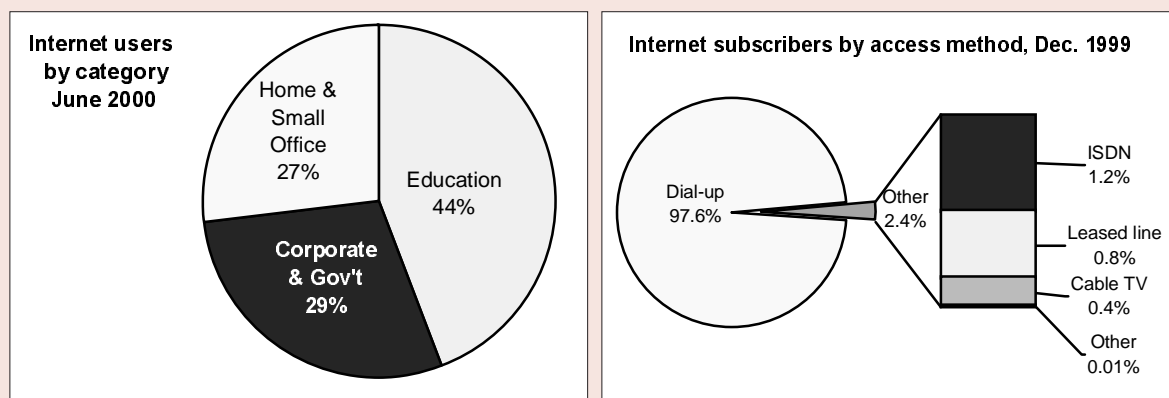 Internet users
by category
June 2000
Home &
Small
Office
27%
Education
44%
Corporate
& Gov't
29%
Internet subscribers by access method, Dec. 1999
Dial-up
97.6%
Other
2.4%
ISDN
1.2%
Leased line
0.8%
Cable TV
0.4%
Other
0.01%